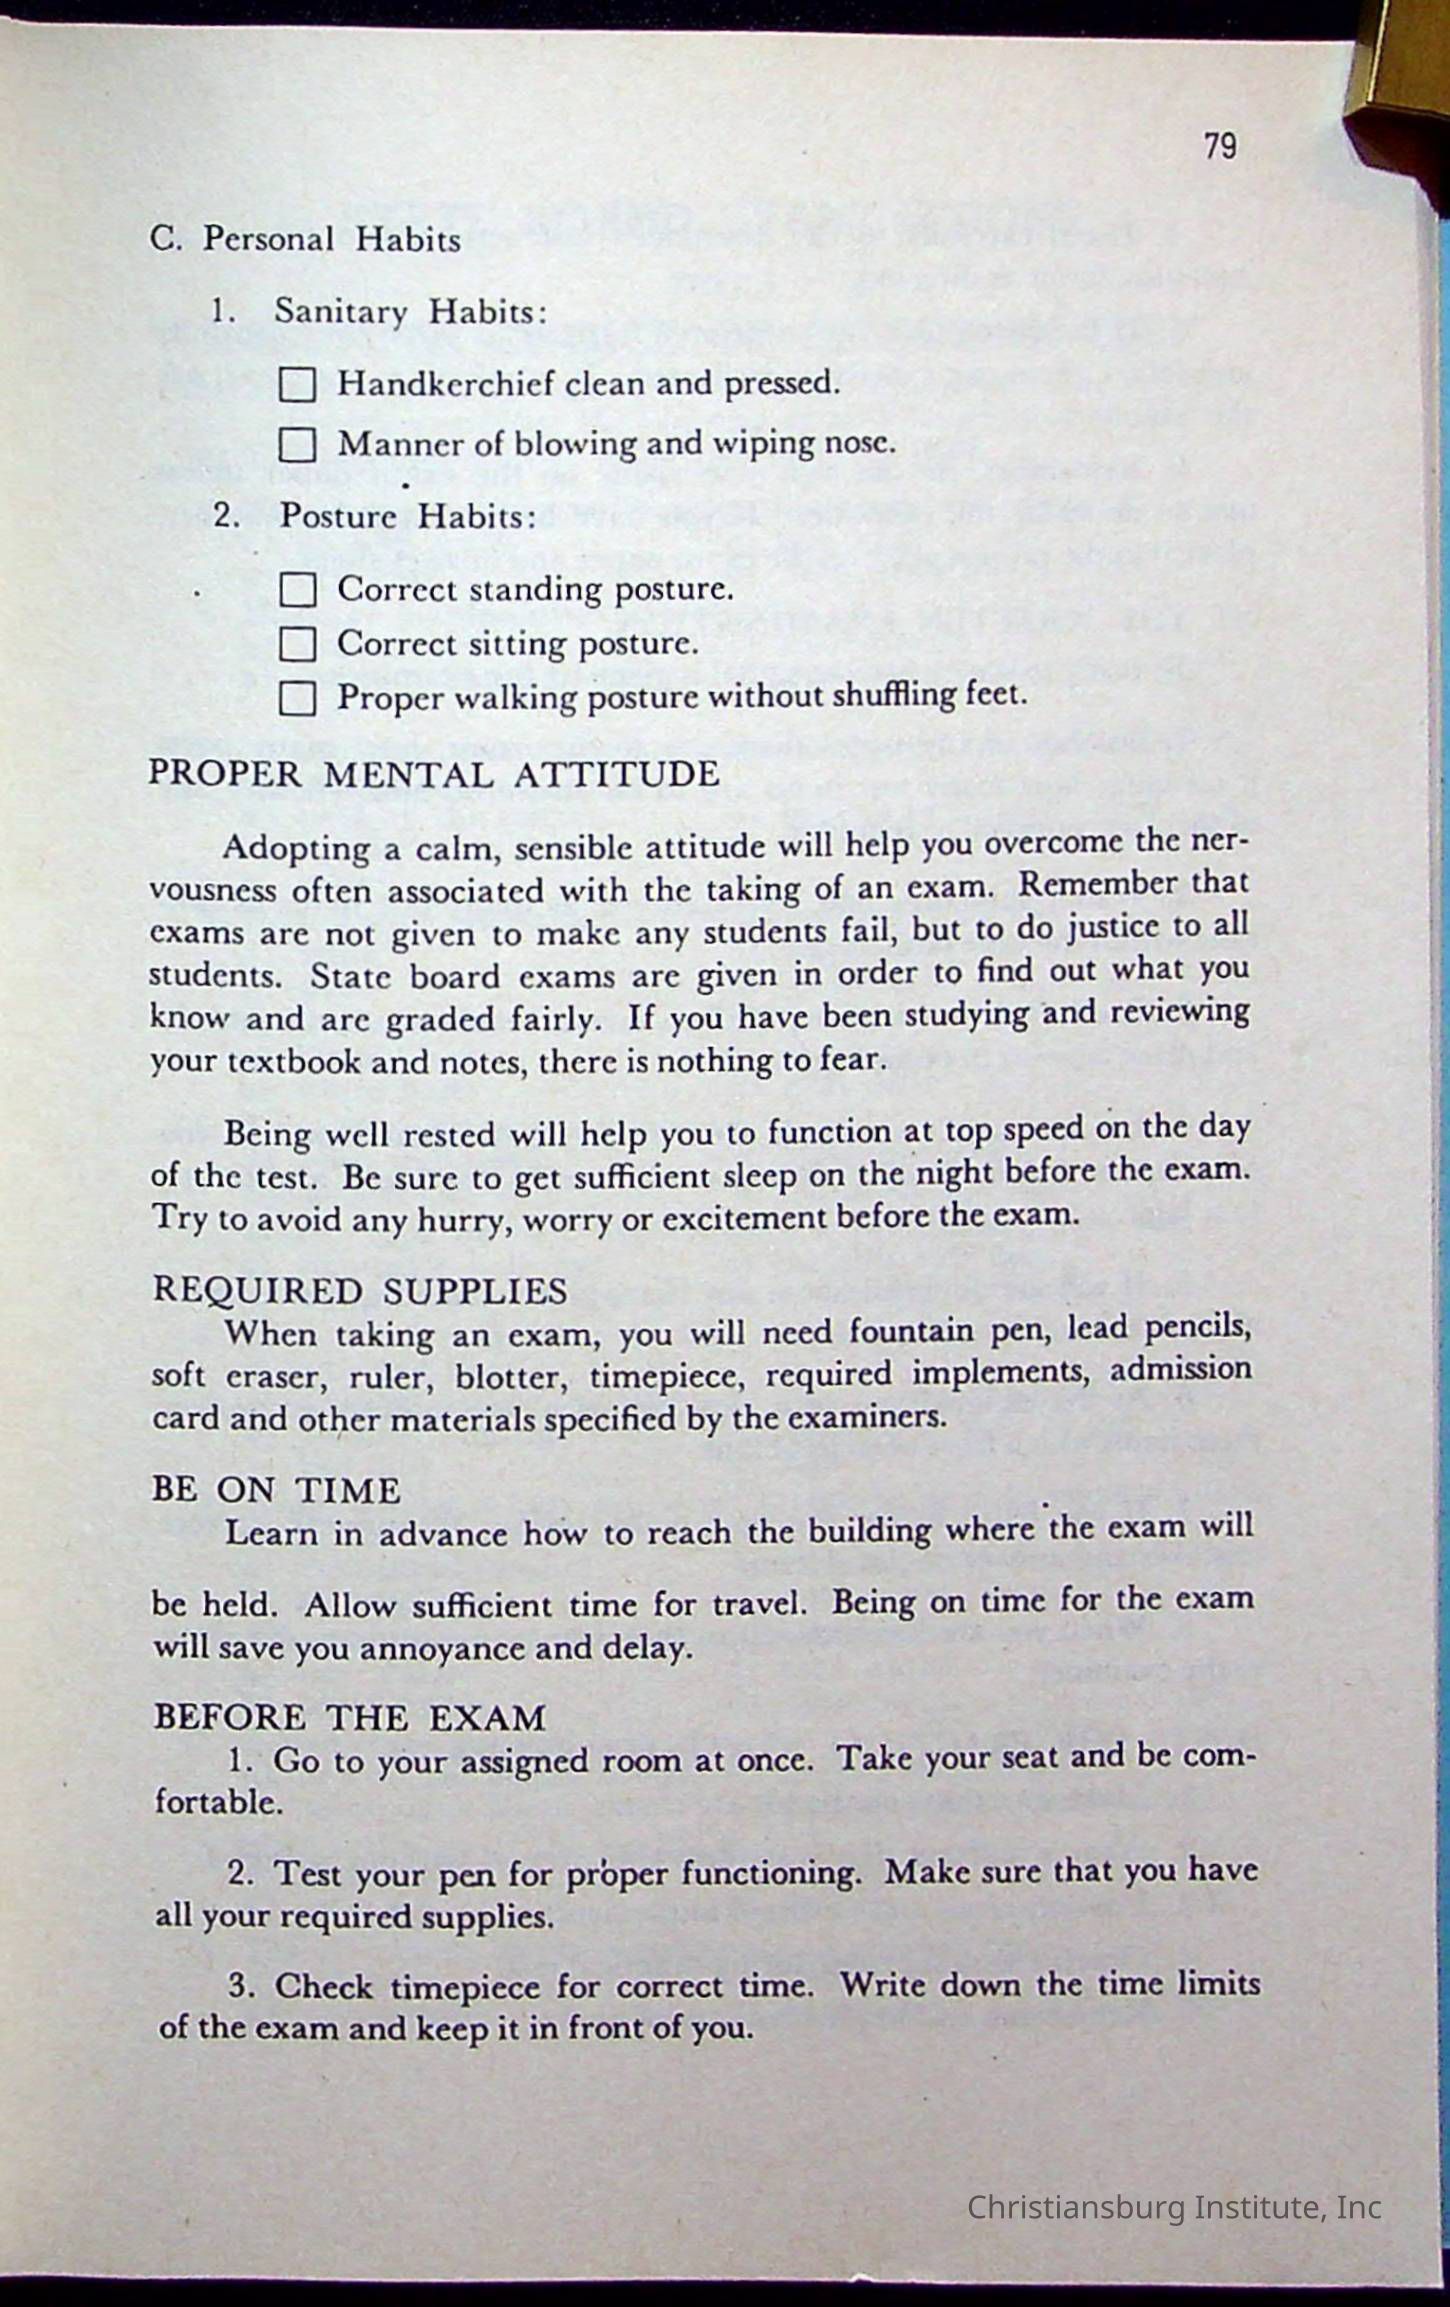 79
C. Personal Habits
1. Sanitary Habits:
☐ Handkerchief clean and pressed.
☐ Manner of blowing and wiping nose.
2. Posture Habits:
☐ Correct standing posture.
☐ Correct sitting posture.
☐ Proper walking posture without shuffling feet.
PROPER MENTAL ATTITUDE
Adopting a calm, sensible attitude will help you overcome the ner-
vousness often associated with the taking of an exam. Remember that
exams are not given to make any students fail, but to do justice to all
students. State board exams are given in order to find out what you
know and are graded fairly. If you have been studying and reviewing
your textbook and notes, there is nothing to fear.
Being well rested will help you to function at top speed on the day
of the test. Be sure to get sufficient sleep on the night before the exam.
Try to avoid any hurry, worry or excitement before the exam.
REQUIRED SUPPLIES
When taking an exam, you will need fountain pen, lead pencils,
soft eraser, ruler, blotter, timepiece, required implements, admission
card and other materials specified by the examiners.
BE ON TIME
Learn in advance how to reach the building where the exam will
be held. Allow sufficient time for travel. Being on time for the exam
will save you annoyance and delay.
BEFORE THE EXAM
1. Go to your assigned room at once. Take your seat and be com-
fortable.
2. Test your pen for proper functioning. Make sure that you have
all your required supplies.
3. Check timepiece for correct time. Write down the time limits
of the exam and keep it in front of you.
Christiansburg Institute, Inc